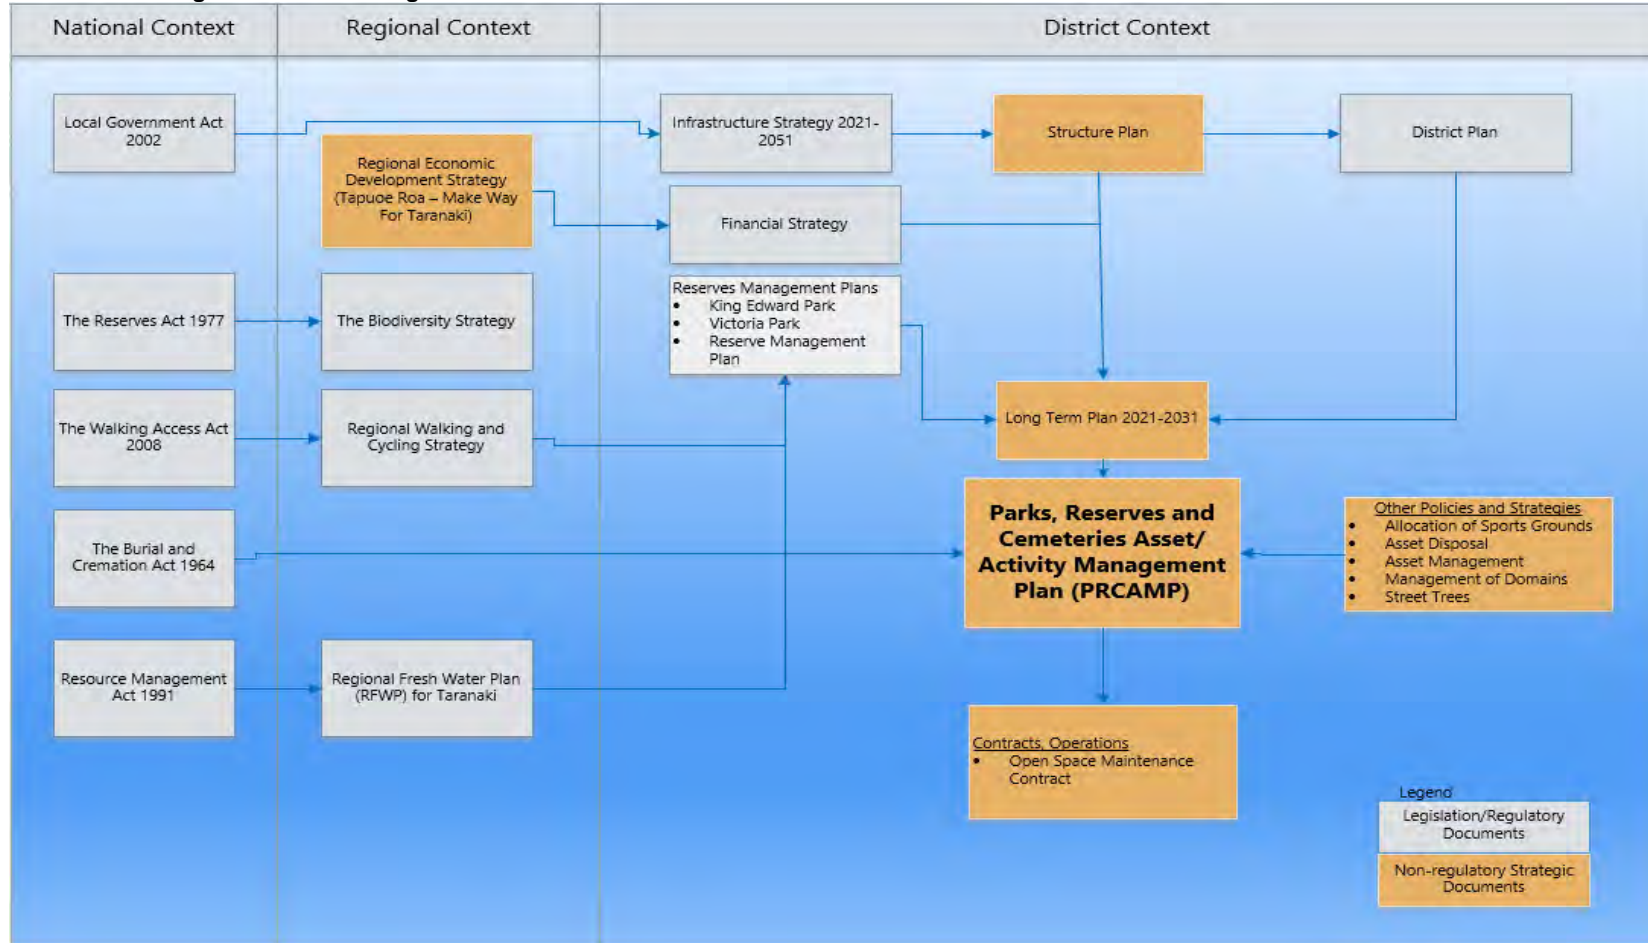 National Context
Regional Context
District Context
Local Government Act
2002
Infrastructure Strategy 2021-
2051
Structure Plan
District Plan
Regional Economic
Development Strategy
(Tapuoe Roa – Make Way
For Taranaki)
Financial Strategy
The Reserves Act 1977
The Biodiversity Strategy
Reserves Management Plans
• King Edward Park
• Victoria Park
• Reserve Management
Plan
The Walking Access Act
2008
Regional Walking and
Cycling Strategy
Long Term Plan 2021-2031
The Burial and
Cremation Act 1964
Parks, Reserves and
Cemeteries Asset/
Activity Management
Plan (PRCAMP)
Other Policies and Strategies
• Allocation of Sports Grounds
• Asset Disposal
• Asset Management
• Management of Domains
• Street Trees
Resource Management
Act 1991
Regional Fresh Water Plan
(RFWP) for Taranaki
Contracts, Operations
• Open Space Maintenance
Contract
Legend
Legislation/Regulatory
Documents
Non-regulatory Strategic
Documents